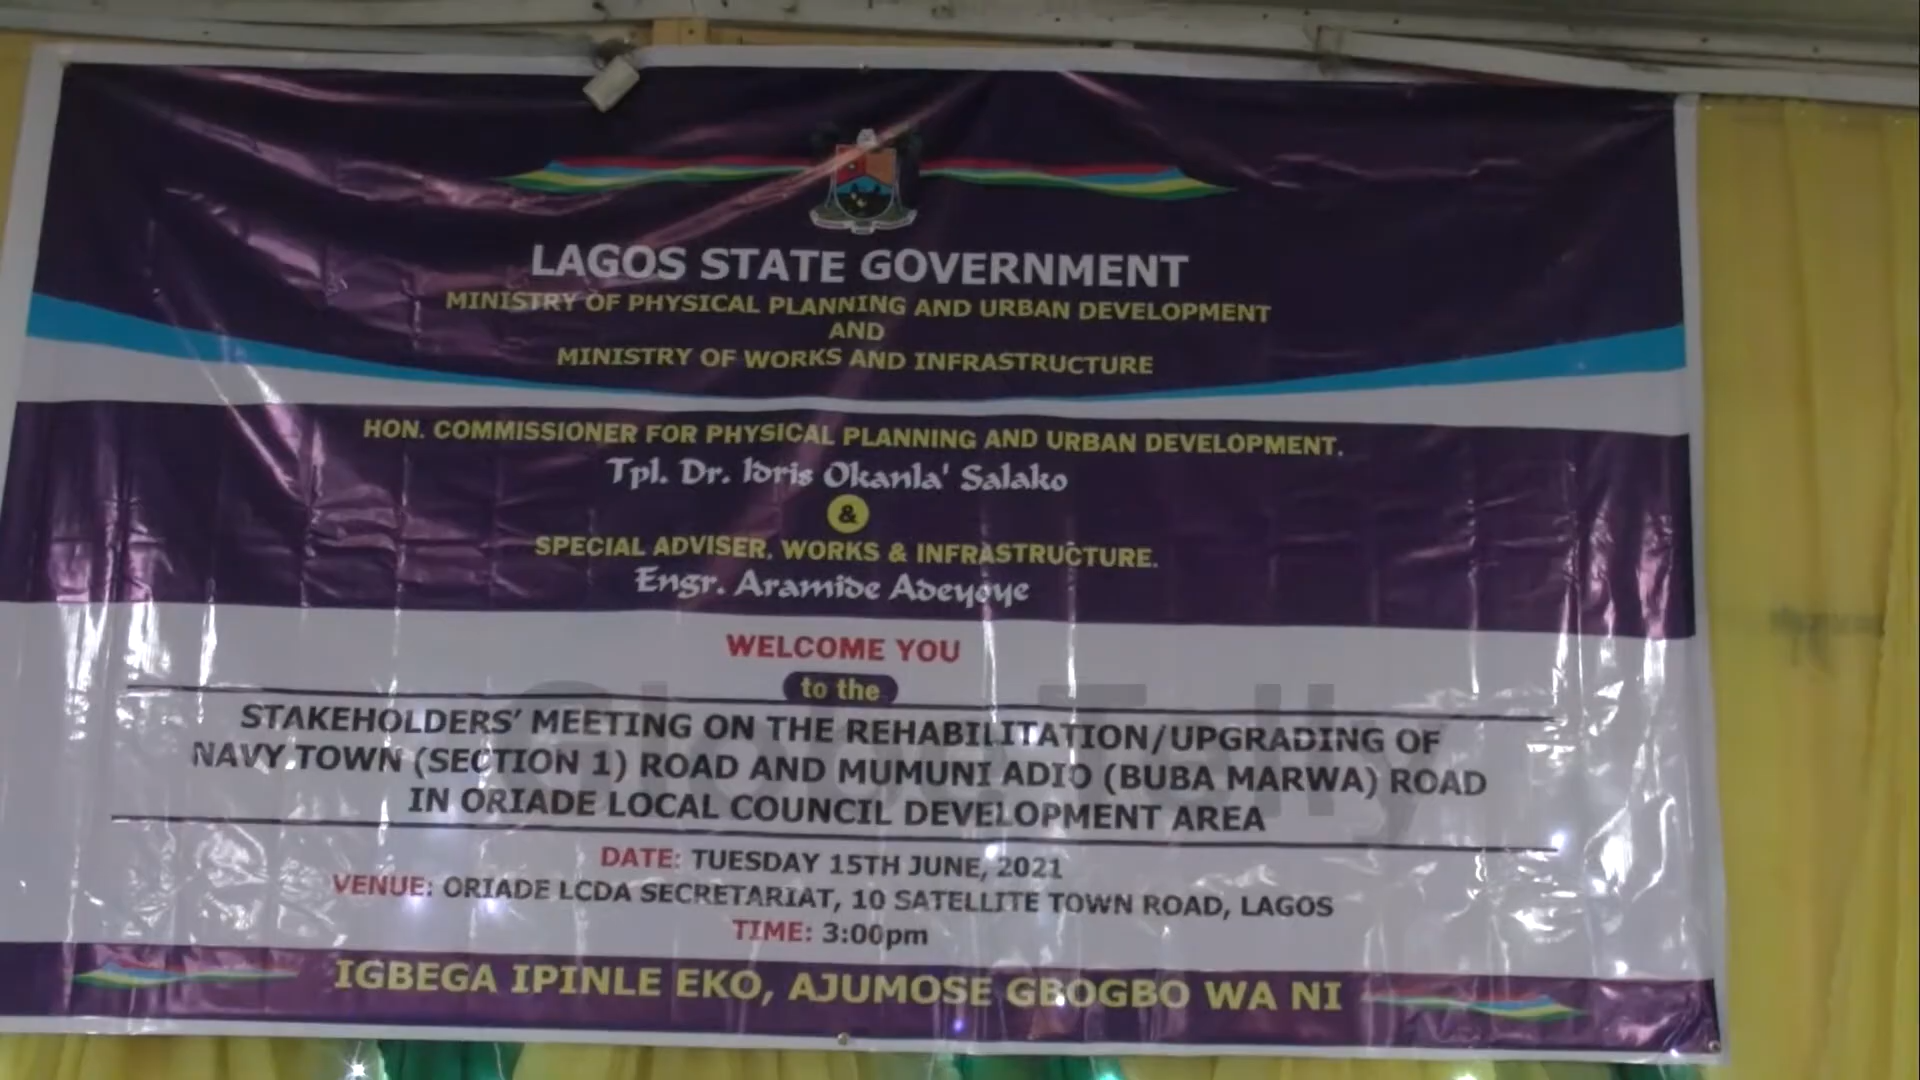 LAGOS STATE GOVERNMENT
MINISTRY OF PHYSICAL PLANNING AND URBAN DEVELOPMENT
AND
MINISTRY OF WORKS AND INFRASTRUCTURE
HON. COMMISSIONER FOR PHYSICAL PLANNING AND URBAN DEVELOPMENT.
Tpl. Dr. Idris Okanla' Salako
&
SPECIAL ADVISER, WORKS & INFRASTRUCTURE.
Engr. Aramide Adeyoye
WELCOME YOU
to the
STAKEHOLDERS' MEETING ON THE REHABILITATION/UPGRADING OF
NAVY TOWN (SECTION 1) ROAD AND MUMUNI ADIO (BUBA MARWA) ROAD
IN ORIADE LOCAL COUNCIL DEVELOPMENT AREA
DATE: TUESDAY 15TH JUNE, 2021
VENUE: ORIADE LCDA SECRETARIAT, 10 SATELLITE TOWN ROAD, LAGOS
TIME: 3:00pm
IGBEGA IPINLE EKO, AJUMOSE GBOGBO WA NI